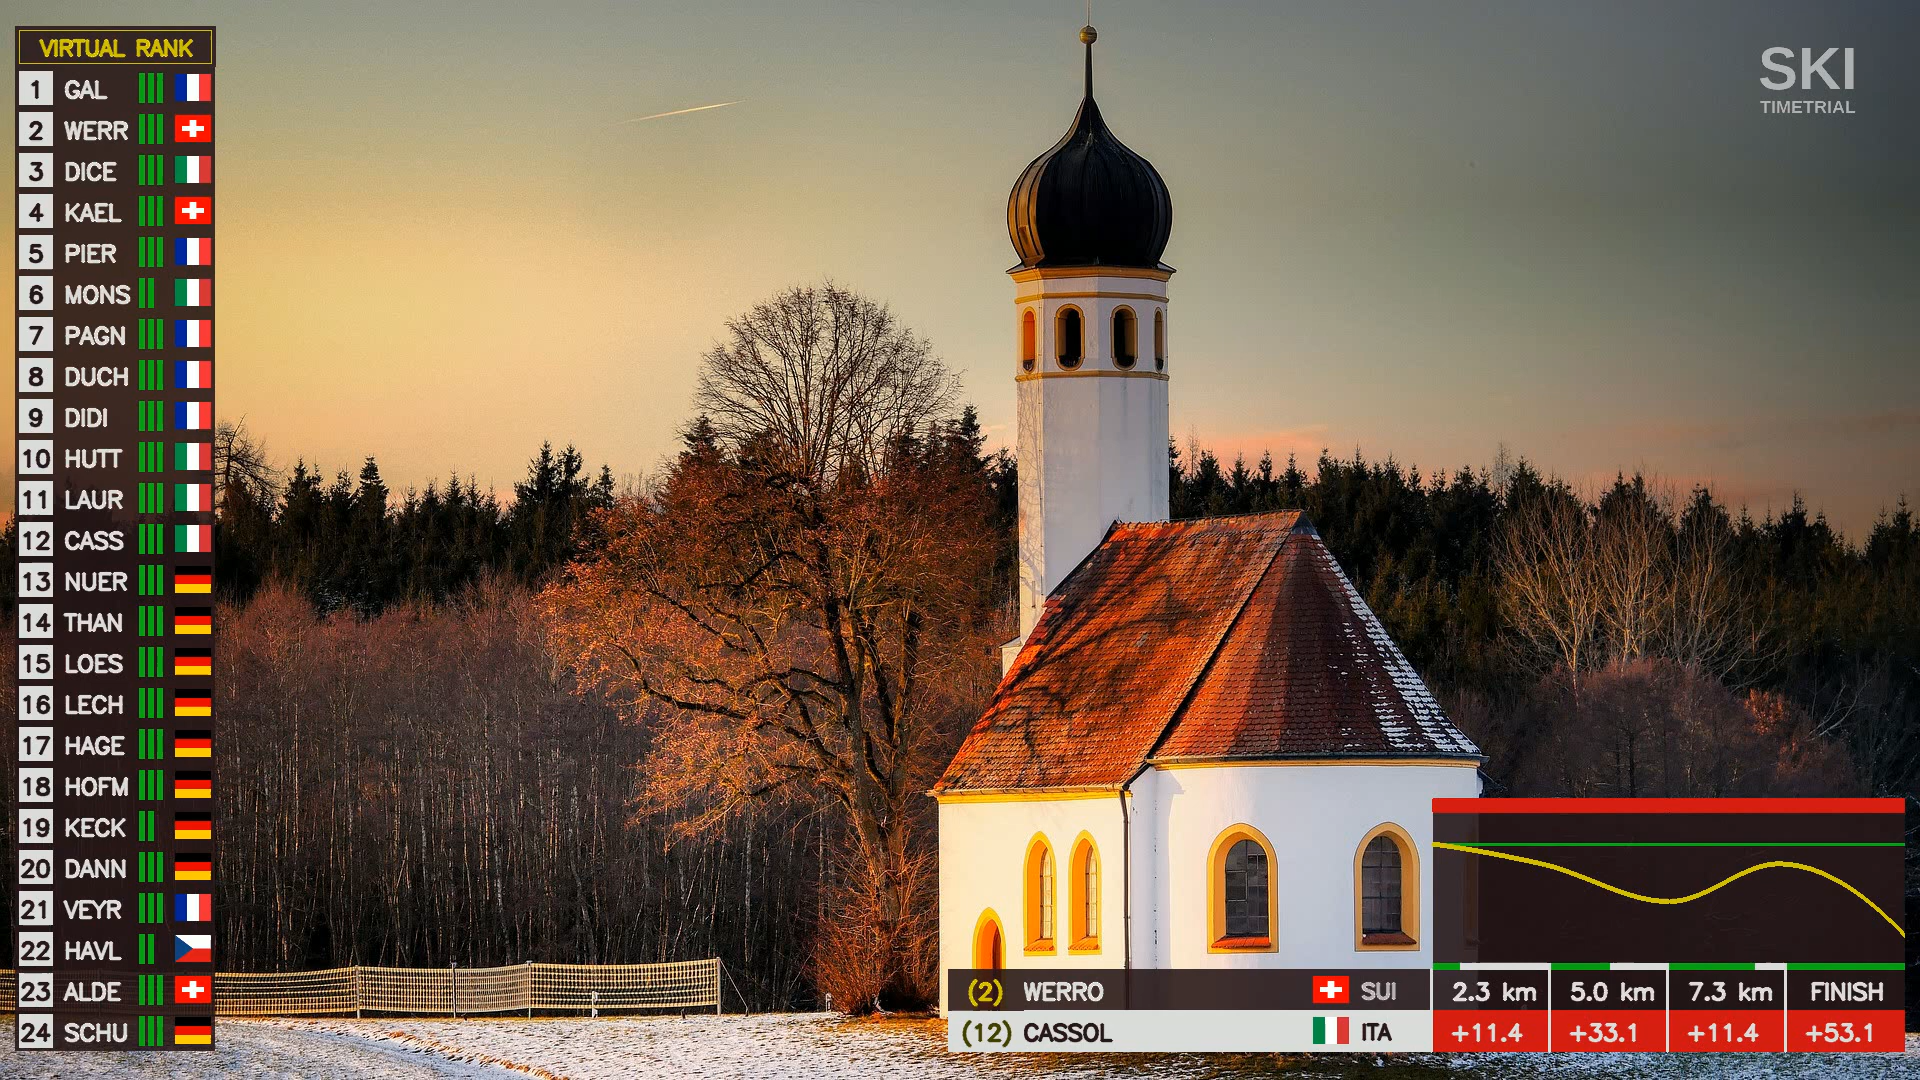 VIRTUAL RANK
1 GAL
2 WERR
3 DICE
4 KAEL
5 PIER
6 MONS
7 PAGN
8 DUCH
9 DIDI
10 HUTT
11 LAUR
12 CASS
13 NUER
14 THAN
15 LOES
16 LECH
17 HAGE
18 HOFM
19 KECK
20 DANN
21 VEYR
22 HAVL
23 ALDE
24 SCHU
SKI
TIMETRIAL
(2) WERRO SUI 2.3 km 5.0 km 7.3 km FINISH
(12) CASSOL ITA +11.4 +33.1 +11.4 +53.1